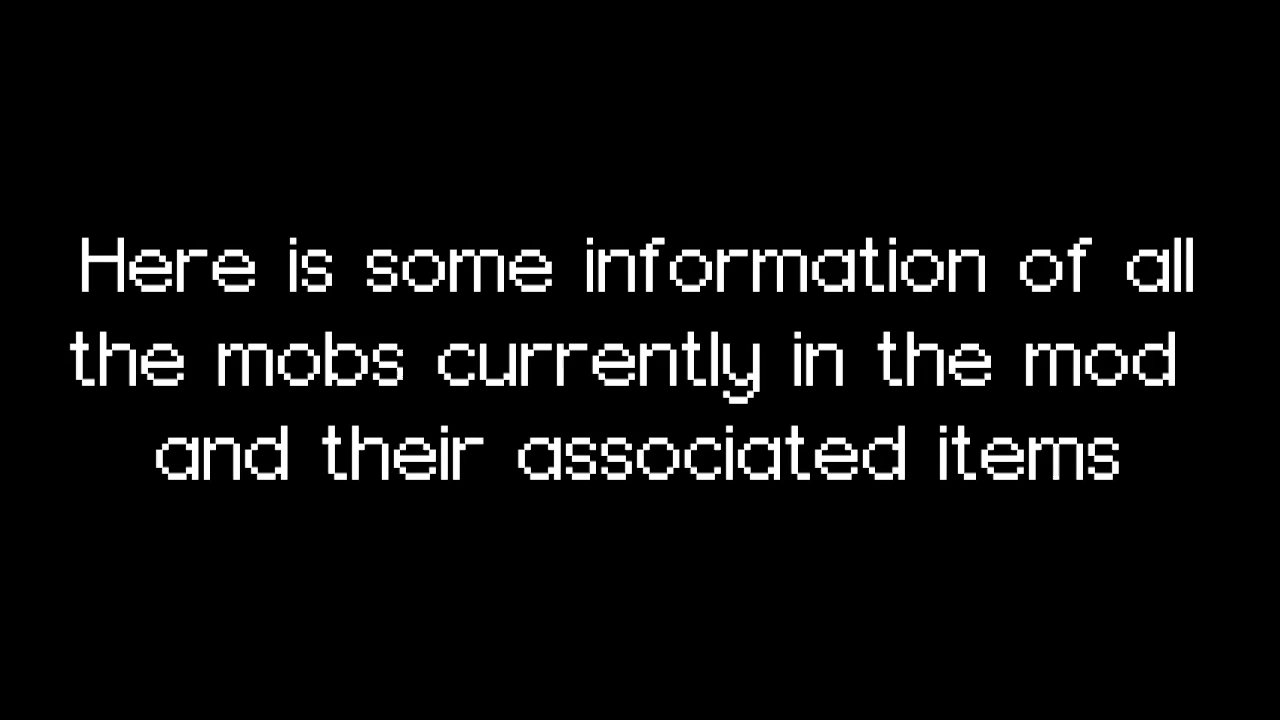 Here is some information of all
the mobs currently in the mod
and their associated items